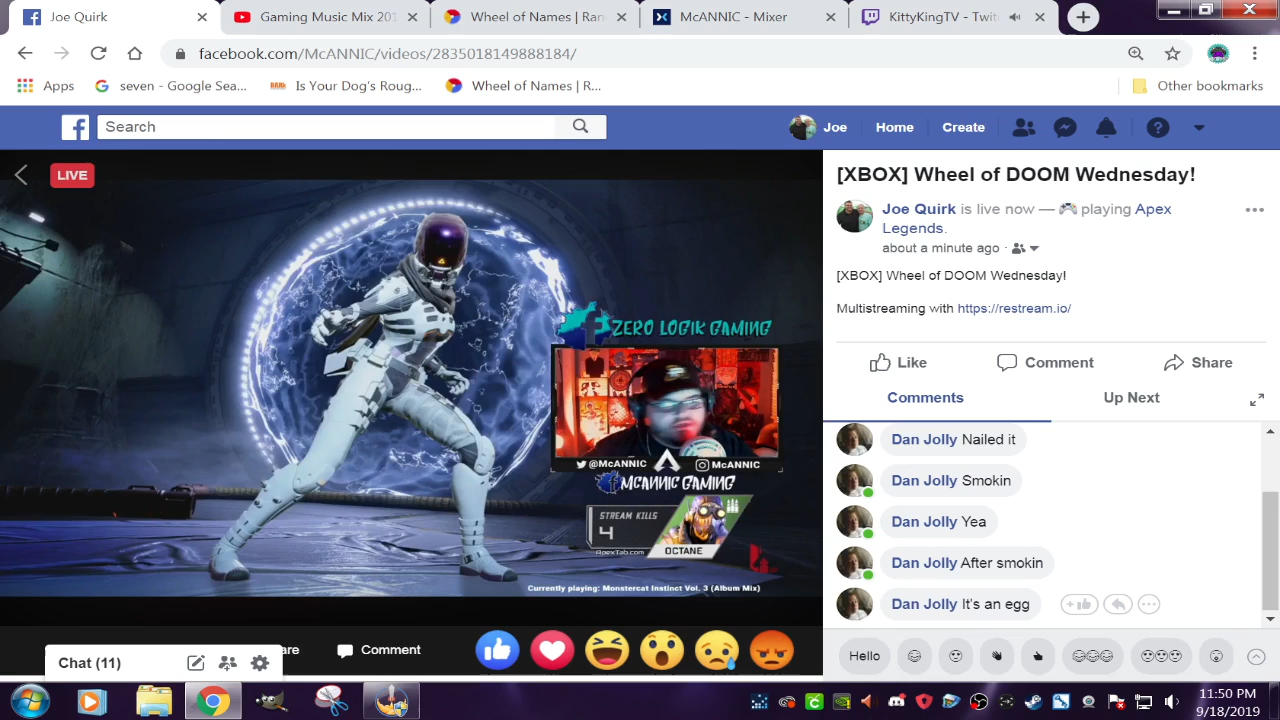 Joe Quirk
Gaming Music Mix 201
McANNIC - Mixer
KittyKingTV - Twit
facebook.com/McANNIC/videos/2835018149888184/
Apps
seven - Google Sea...
Is Your Dog's Roug...
Wheel of Names | R...
Other bookmarks
Search
Joe
Home
Create
LIVE
ZERO LOGIK GAMING
@McANNIC
McANNIC
MCANNIC GAMING
STREAM KILLS
4
ApexTab.com
OCTANE
Currently playing: Monstercat Instinct Vol. 3 (Album Mix)
[XBOX] Wheel of DOOM Wednesday!
Joe Quirk is live now — 🎮 playing Apex
Legends.
about a minute ago ·
[XBOX] Wheel of DOOM Wednesday!
Multistreaming with https://restream.io/
Like
Comment
Share
Comments
Up Next
Dan Jolly Nailed it
Dan Jolly Smokin
Dan Jolly Yea
Dan Jolly After smokin
Dan Jolly It's an egg
Hello
Chat (11)
are
Comment
11:50 PM
9/18/2019